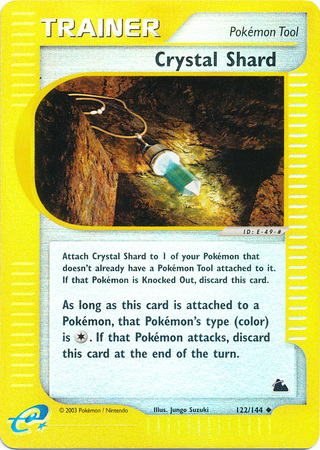 TRAINER
Pokémon Tool
Crystal Shard
ID: E-49-#
Attach Crystal Shard to 1 of your Pokémon that
doesn't already have a Pokémon Tool attached to it.
If that Pokémon is Knocked Out, discard this card.
As long as this card is attached to a
Pokémon, that Pokémon's type (color)
is . If that Pokémon attacks, discard
this card at the end of the turn.
e
© 2003 Pokémon / Nintendo Illus. Jungo Suzuki 122/144 ◆